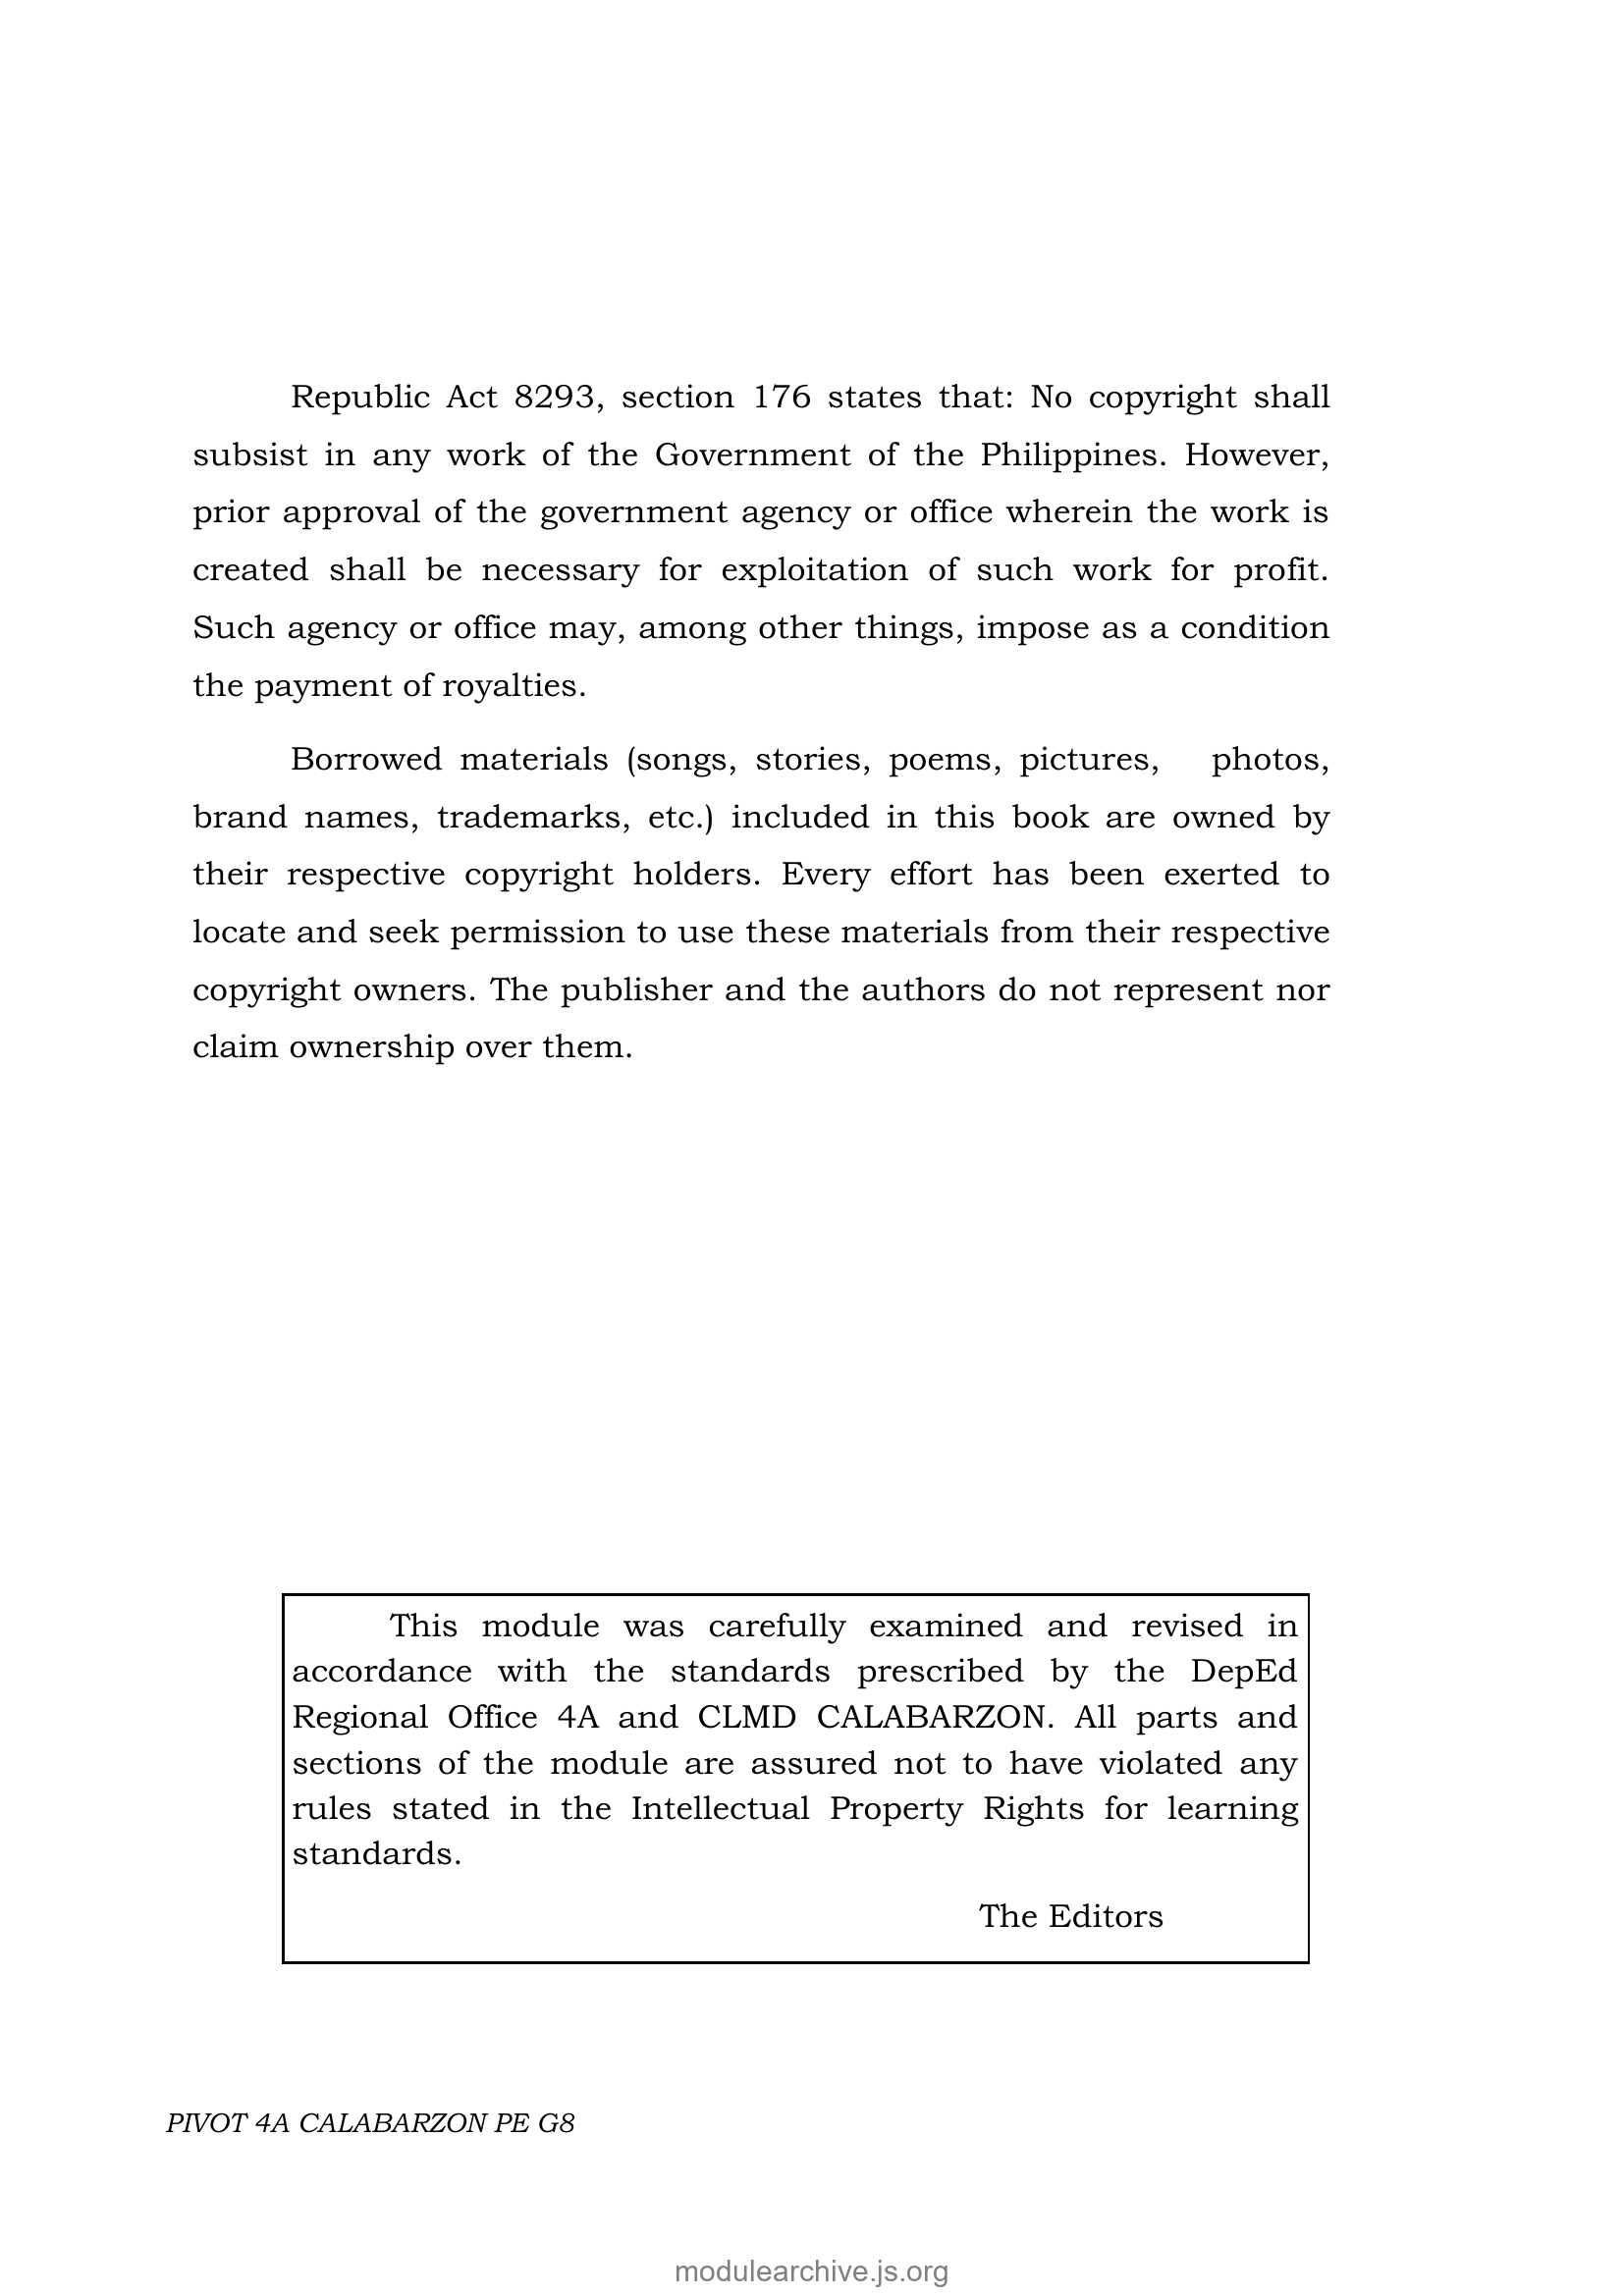 Republic Act 8293, section 176 states that: No copyright shall
subsist in any work of the Government of the Philippines. However,
prior approval of the government agency or office wherein the work is
created shall be necessary for exploitation of such work for profit.
Such agency or office may, among other things, impose as a condition
the payment of royalties.
Borrowed materials (songs, stories, poems, pictures, photos,
brand names, trademarks, etc.) included in this book are owned by
their respective copyright holders. Every effort has been exerted to
locate and seek permission to use these materials from their respective
copyright owners. The publisher and the authors do not represent nor
claim ownership over them.
This module was carefully examined and revised in
accordance with the standards prescribed by the DepEd
Regional Office 4A and CLMD CALABARZON. All parts and
sections of the module are assured not to have violated any
rules stated in the Intellectual Property Rights for learning
standards.
The Editors
PIVOT 4A CALABARZON PE G8
modulearchive.js.org